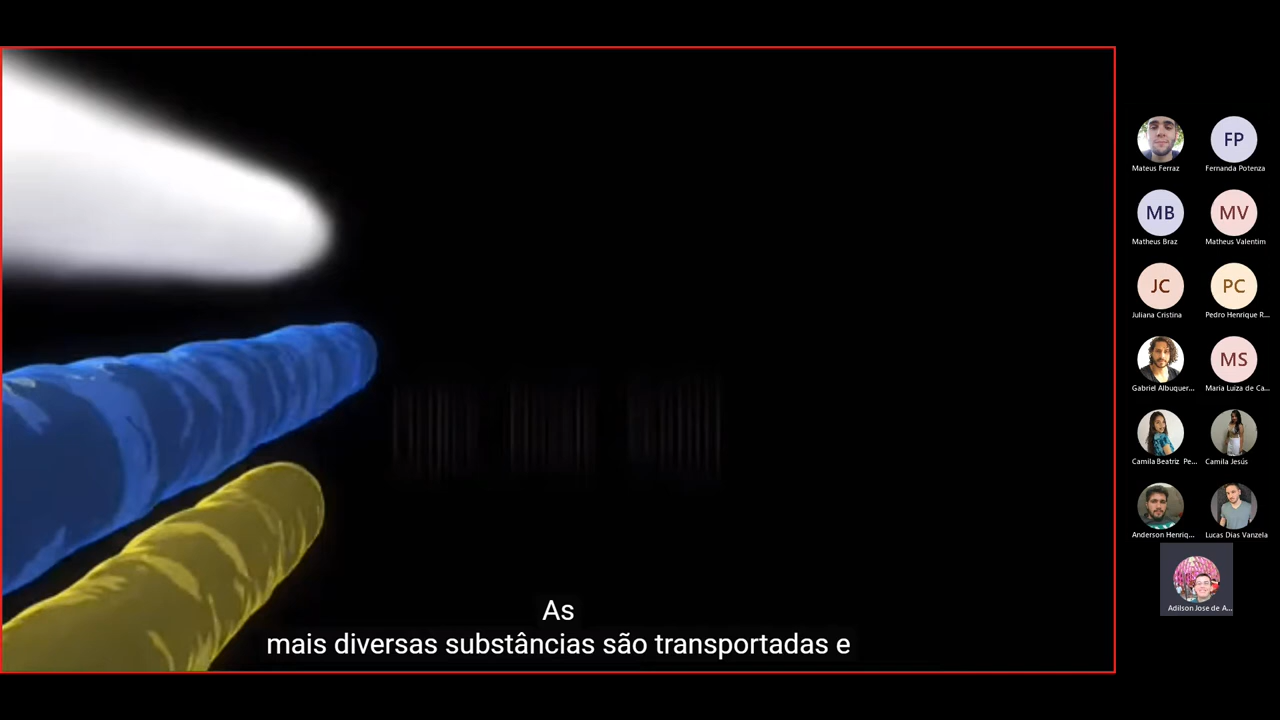 As
mais diversas substâncias são transportadas e
Mateus Ferraz
FP
Fernanda Potenza
MB
Matheus Braz
MV
Matheus Valentim
JC
Juliana Cristina
PC
Pedro Henrique R...
Gabriel Albuquer...
MS
Maria Luiza de Ca...
Camila Beatriz Pe...
Camila Jesús
Anderson Henriq...
Lucas Dias Vanzela
Adilson Jose de A...